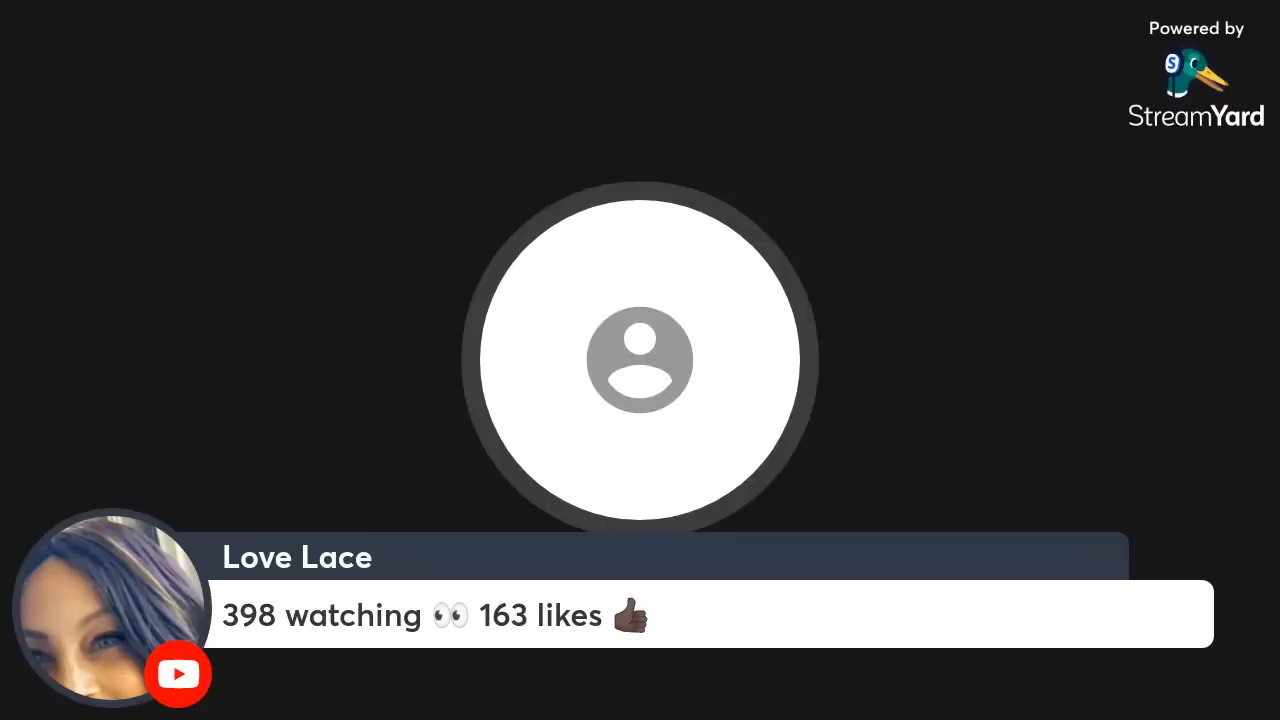 Powered by
S
StreamYard
Love Lace
398 watching 👀 163 likes 👍🏿